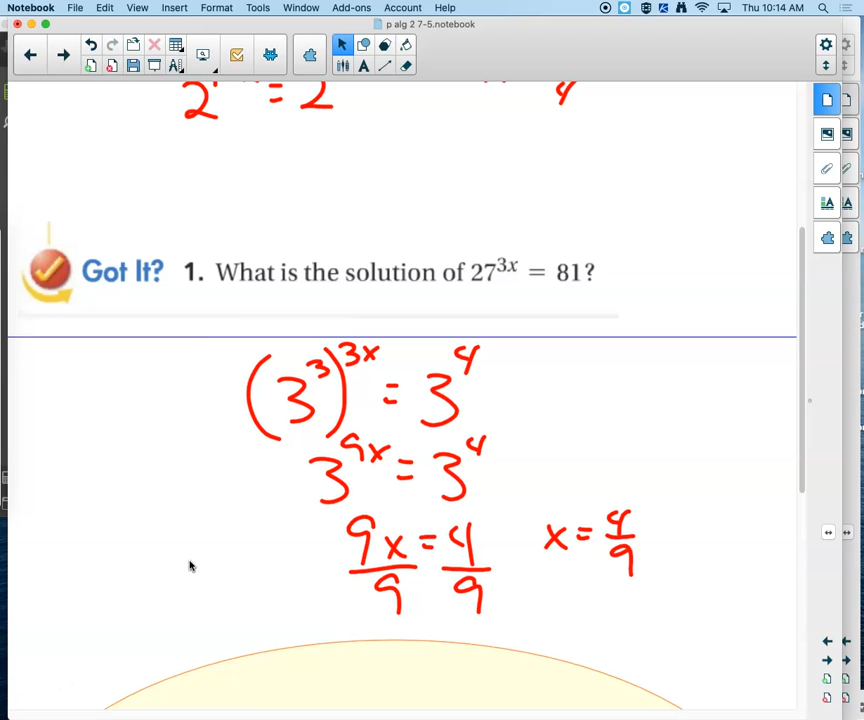 Notebook File Edit View Insert Format Tools Window Add-ons Account Help Thu 10:14 AM
p alg 2 7-5.notebook
Got It? 1. What is the solution of 27^{3x} = 81?
(3^3)^{3x} = 3^4
3^{9x} = 3^4
9x/9 = 4/9 x = 4/9